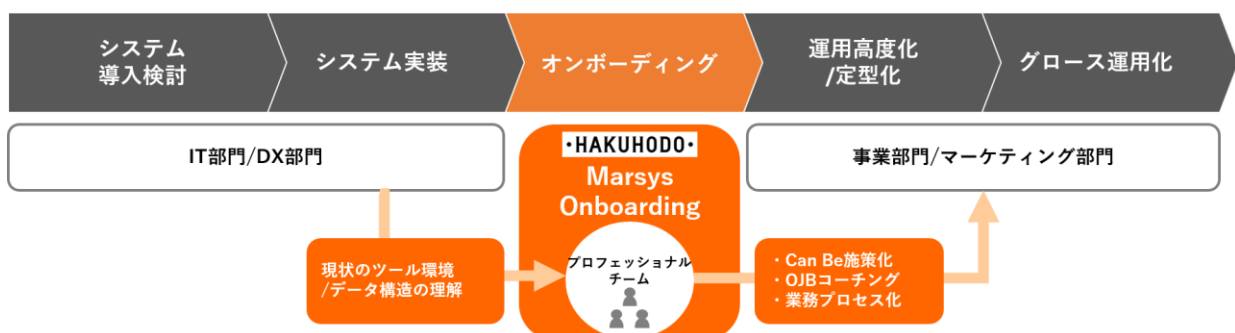 システム
導入検討
システム実装
オンボーディング
運用高度化
/定型化
グロース運用化
IT部門/DX部門
・HAKUHODO・
Marsys
Onboarding
事業部門/マーケティング部門
現状のツール環境
/データ構造の理解
プロフェッショナル
チーム
・Can Be施策化
・OJBコーチング
・業務プロセス化